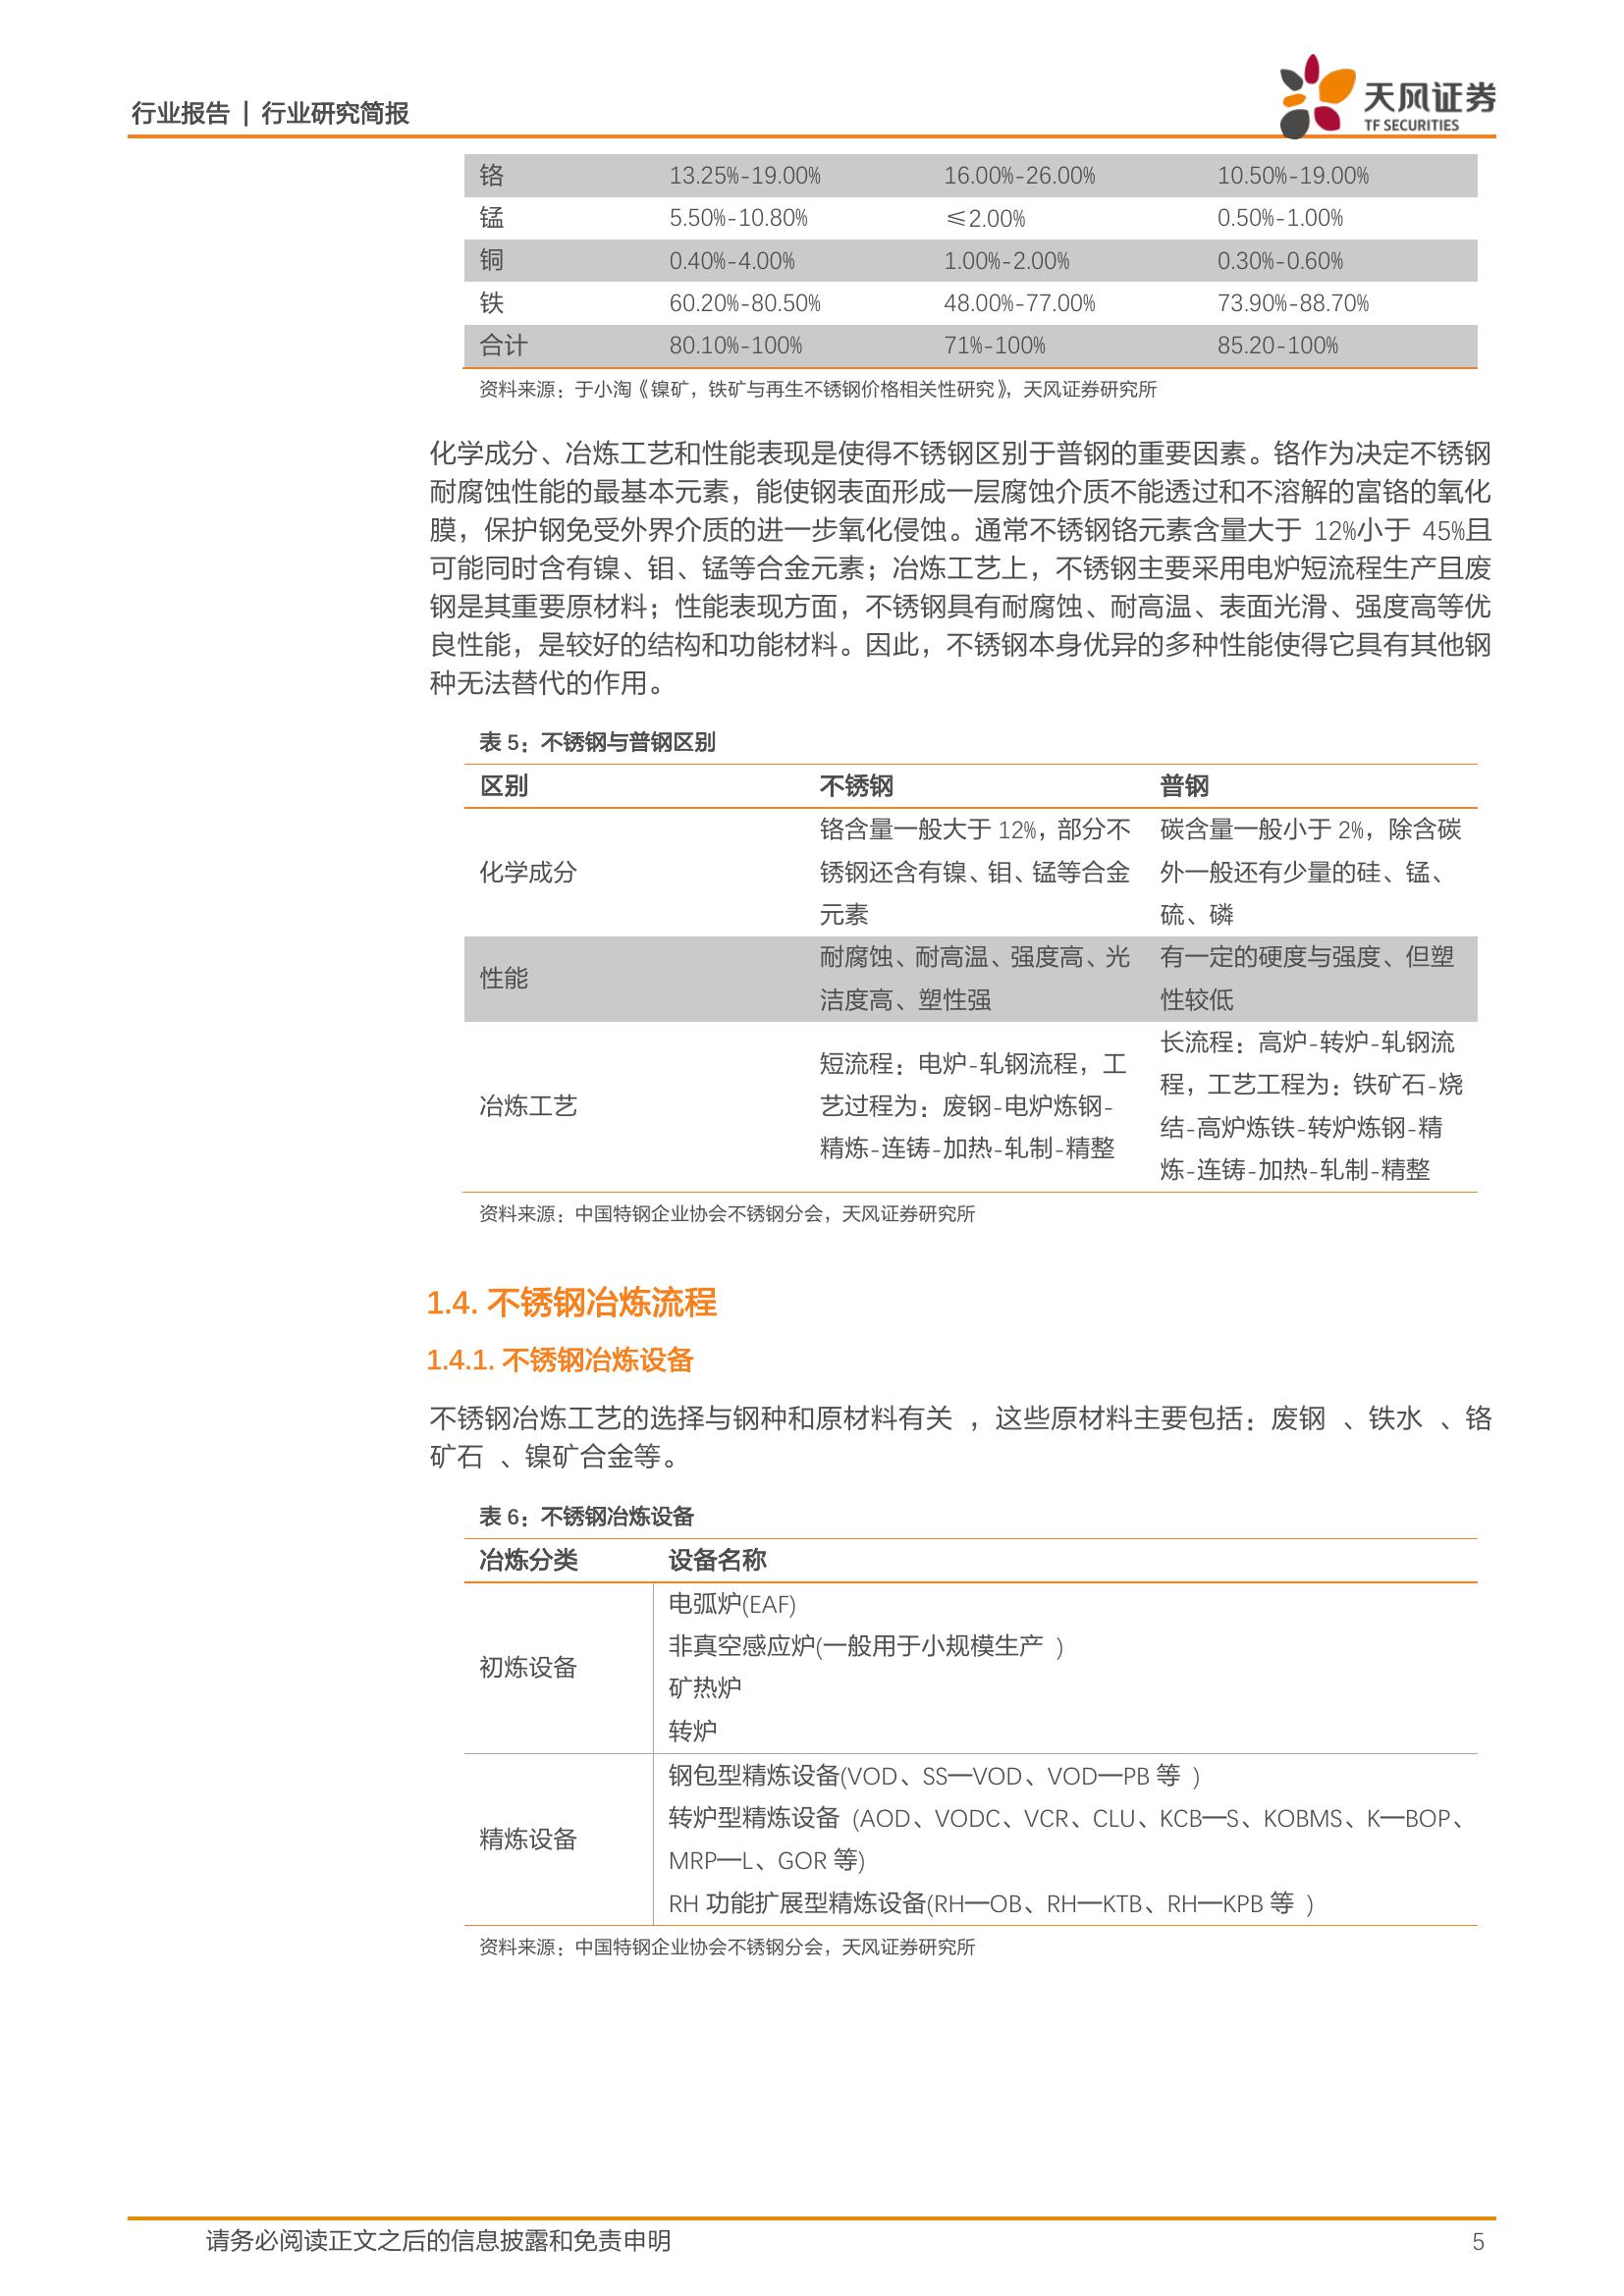 行业报告 | 行业研究简报
天风证券
TF SECURITIES
铬 13.25%-19.00% 16.00%-26.00% 10.50%-19.00%
锰 5.50%-10.80% ≤2.00% 0.50%-1.00%
铜 0.40%-4.00% 1.00%-2.00% 0.30%-0.60%
铁 60.20%-80.50% 48.00%-77.00% 73.90%-88.70%
合计 80.10%-100% 71%-100% 85.20-100%
资料来源：于小淘《镍矿，铁矿与再生不锈钢价格相关性研究》，天风证券研究所
化学成分、冶炼工艺和性能表现是使得不锈钢区别于普钢的重要因素。铬作为决定不锈钢
耐腐蚀性能的最基本元素，能使钢表面形成一层腐蚀介质不能透过和不溶解的富铬的氧化
膜，保护钢免受外界介质的进一步氧化侵蚀。通常不锈钢铬元素含量大于 12%小于 45%且
可能同时含有镍、钼、锰等合金元素；冶炼工艺上，不锈钢主要采用电炉短流程生产且废
钢是其重要原材料；性能表现方面，不锈钢具有耐腐蚀、耐高温、表面光滑、强度高等优
良性能，是较好的结构和功能材料。因此，不锈钢本身优异的多种性能使得它具有其他钢
种无法替代的作用。
表 5：不锈钢与普钢区别
区别 不锈钢 普钢
化学成分
铬含量一般大于 12%，部分不
锈钢还含有镍、钼、锰等合金
元素
碳含量一般小于 2%，除含碳
外一般还有少量的硅、锰、
硫、磷
性能
耐腐蚀、耐高温、强度高、光
洁度高、塑性强
有一定的硬度与强度、但塑
性较低
冶炼工艺
短流程：电炉-轧钢流程，工
艺过程为：废钢-电炉炼钢-
精炼-连铸-加热-轧制-精整
长流程：高炉-转炉-轧钢流
程，工艺工程为：铁矿石-烧
结-高炉炼铁-转炉炼钢-精
炼-连铸-加热-轧制-精整
资料来源：中国特钢企业协会不锈钢分会，天风证券研究所
1.4. 不锈钢冶炼流程
1.4.1. 不锈钢冶炼设备
不锈钢冶炼工艺的选择与钢种和原材料有关 ，这些原材料主要包括：废钢 、铁水 、铬
矿石 、镍矿合金等。
表 6：不锈钢冶炼设备
冶炼分类 设备名称
初炼设备
电弧炉(EAF)
非真空感应炉(一般用于小规模生产 )
矿热炉
转炉
精炼设备
钢包型精炼设备(VOD、SS—VOD、VOD—PB 等 )
转炉型精炼设备 (AOD、VODC、VCR、CLU、KCB—S、KOBMS、K—BOP、
MRP—L、GOR 等)
RH 功能扩展型精炼设备(RH—OB、RH—KTB、RH—KPB 等 )
资料来源：中国特钢企业协会不锈钢分会，天风证券研究所
请务必阅读正文之后的信息披露和免责申明 5